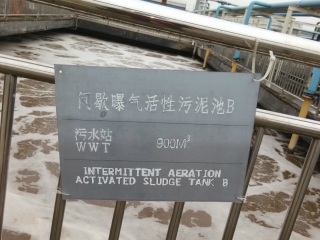 间歇曝气活性污泥池B
污水站 900M³
WWT
INTERMITTENT AERATION
ACTIVATED SLUDGE TANK B